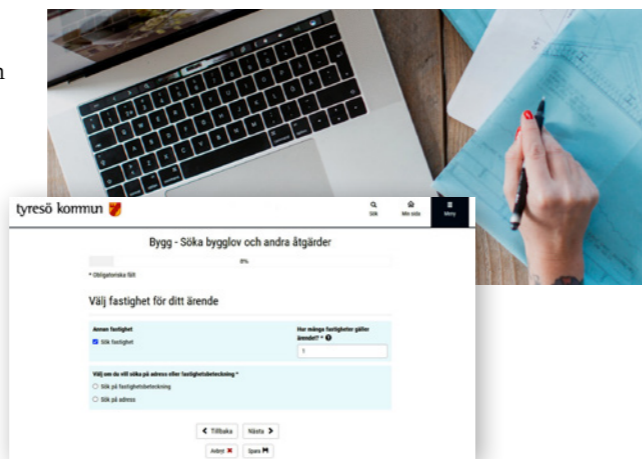 n
tyresö kommun
Sök
Min sida
Meny
Bygg - Söka bygglov och andra åtgärder
0%
* Obligatoriska fält
Välj fastighet för ditt ärende
Annan fastighet
Sök fastighet
Hur många fastigheter gäller
ärendet? *
1
Välj om du vill söka på adress eller fastighetsbeteckning *
Sök på fastighetsbeteckning
Sök på adress
Tillbaka
Nästa
Avbryt
Spara